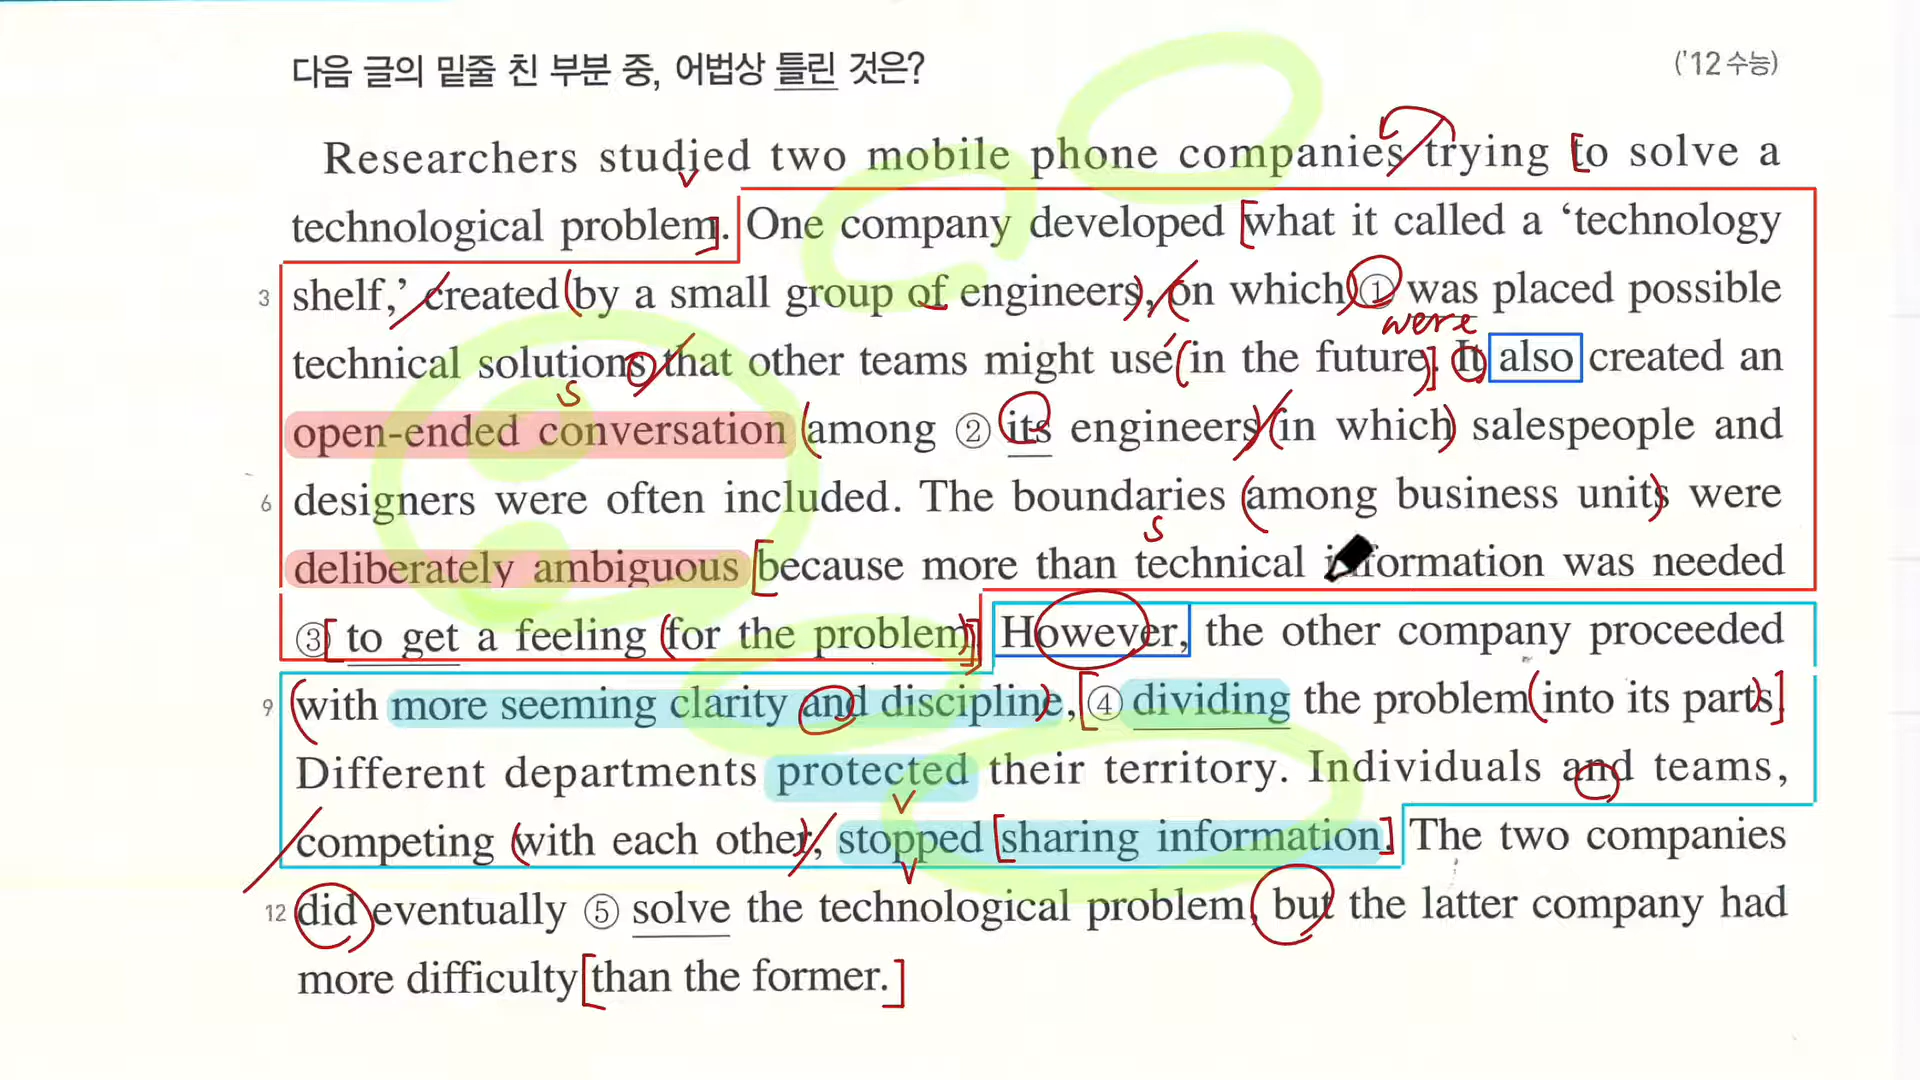 다음 글의 밑줄 친 부분 중, 어법상 틀린 것은? ('12 수능)
Researchers studied two mobile phone companies trying to solve a
technological problem. One company developed what it called a ‘technology
3 shelf,’ created by a small group of engineers, on which ① was placed possible
were
technical solutions that other teams might use in the future. It also created an
s
open-ended conversation among ② its engineers in which salespeople and
6 designers were often included. The boundaries among business units were
s
deliberately ambiguous because more than technical information was needed
③ to get a feeling for the problem. However, the other company proceeded
9 with more seeming clarity and discipline, ④ dividing the problem into its parts.
Different departments protected their territory. Individuals and teams,
v
competing with each other, stopped sharing information. The two companies
12 did eventually ⑤ solve the technological problem, but the latter company had
more difficulty than the former.